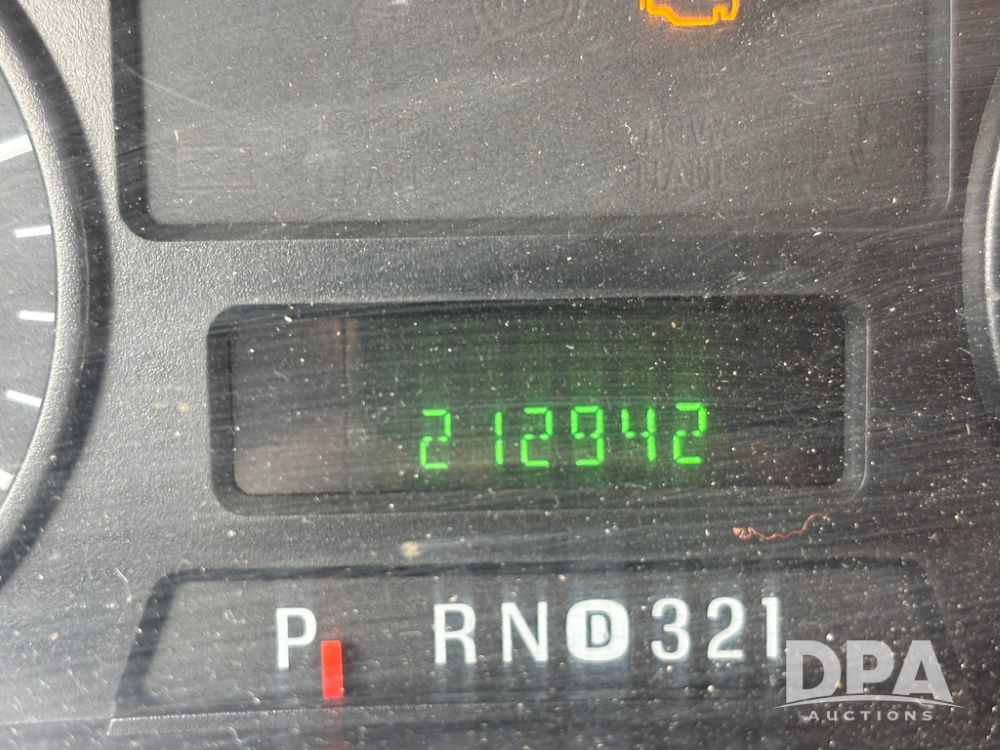 212942
P RND321
DPA
AUCTIONS